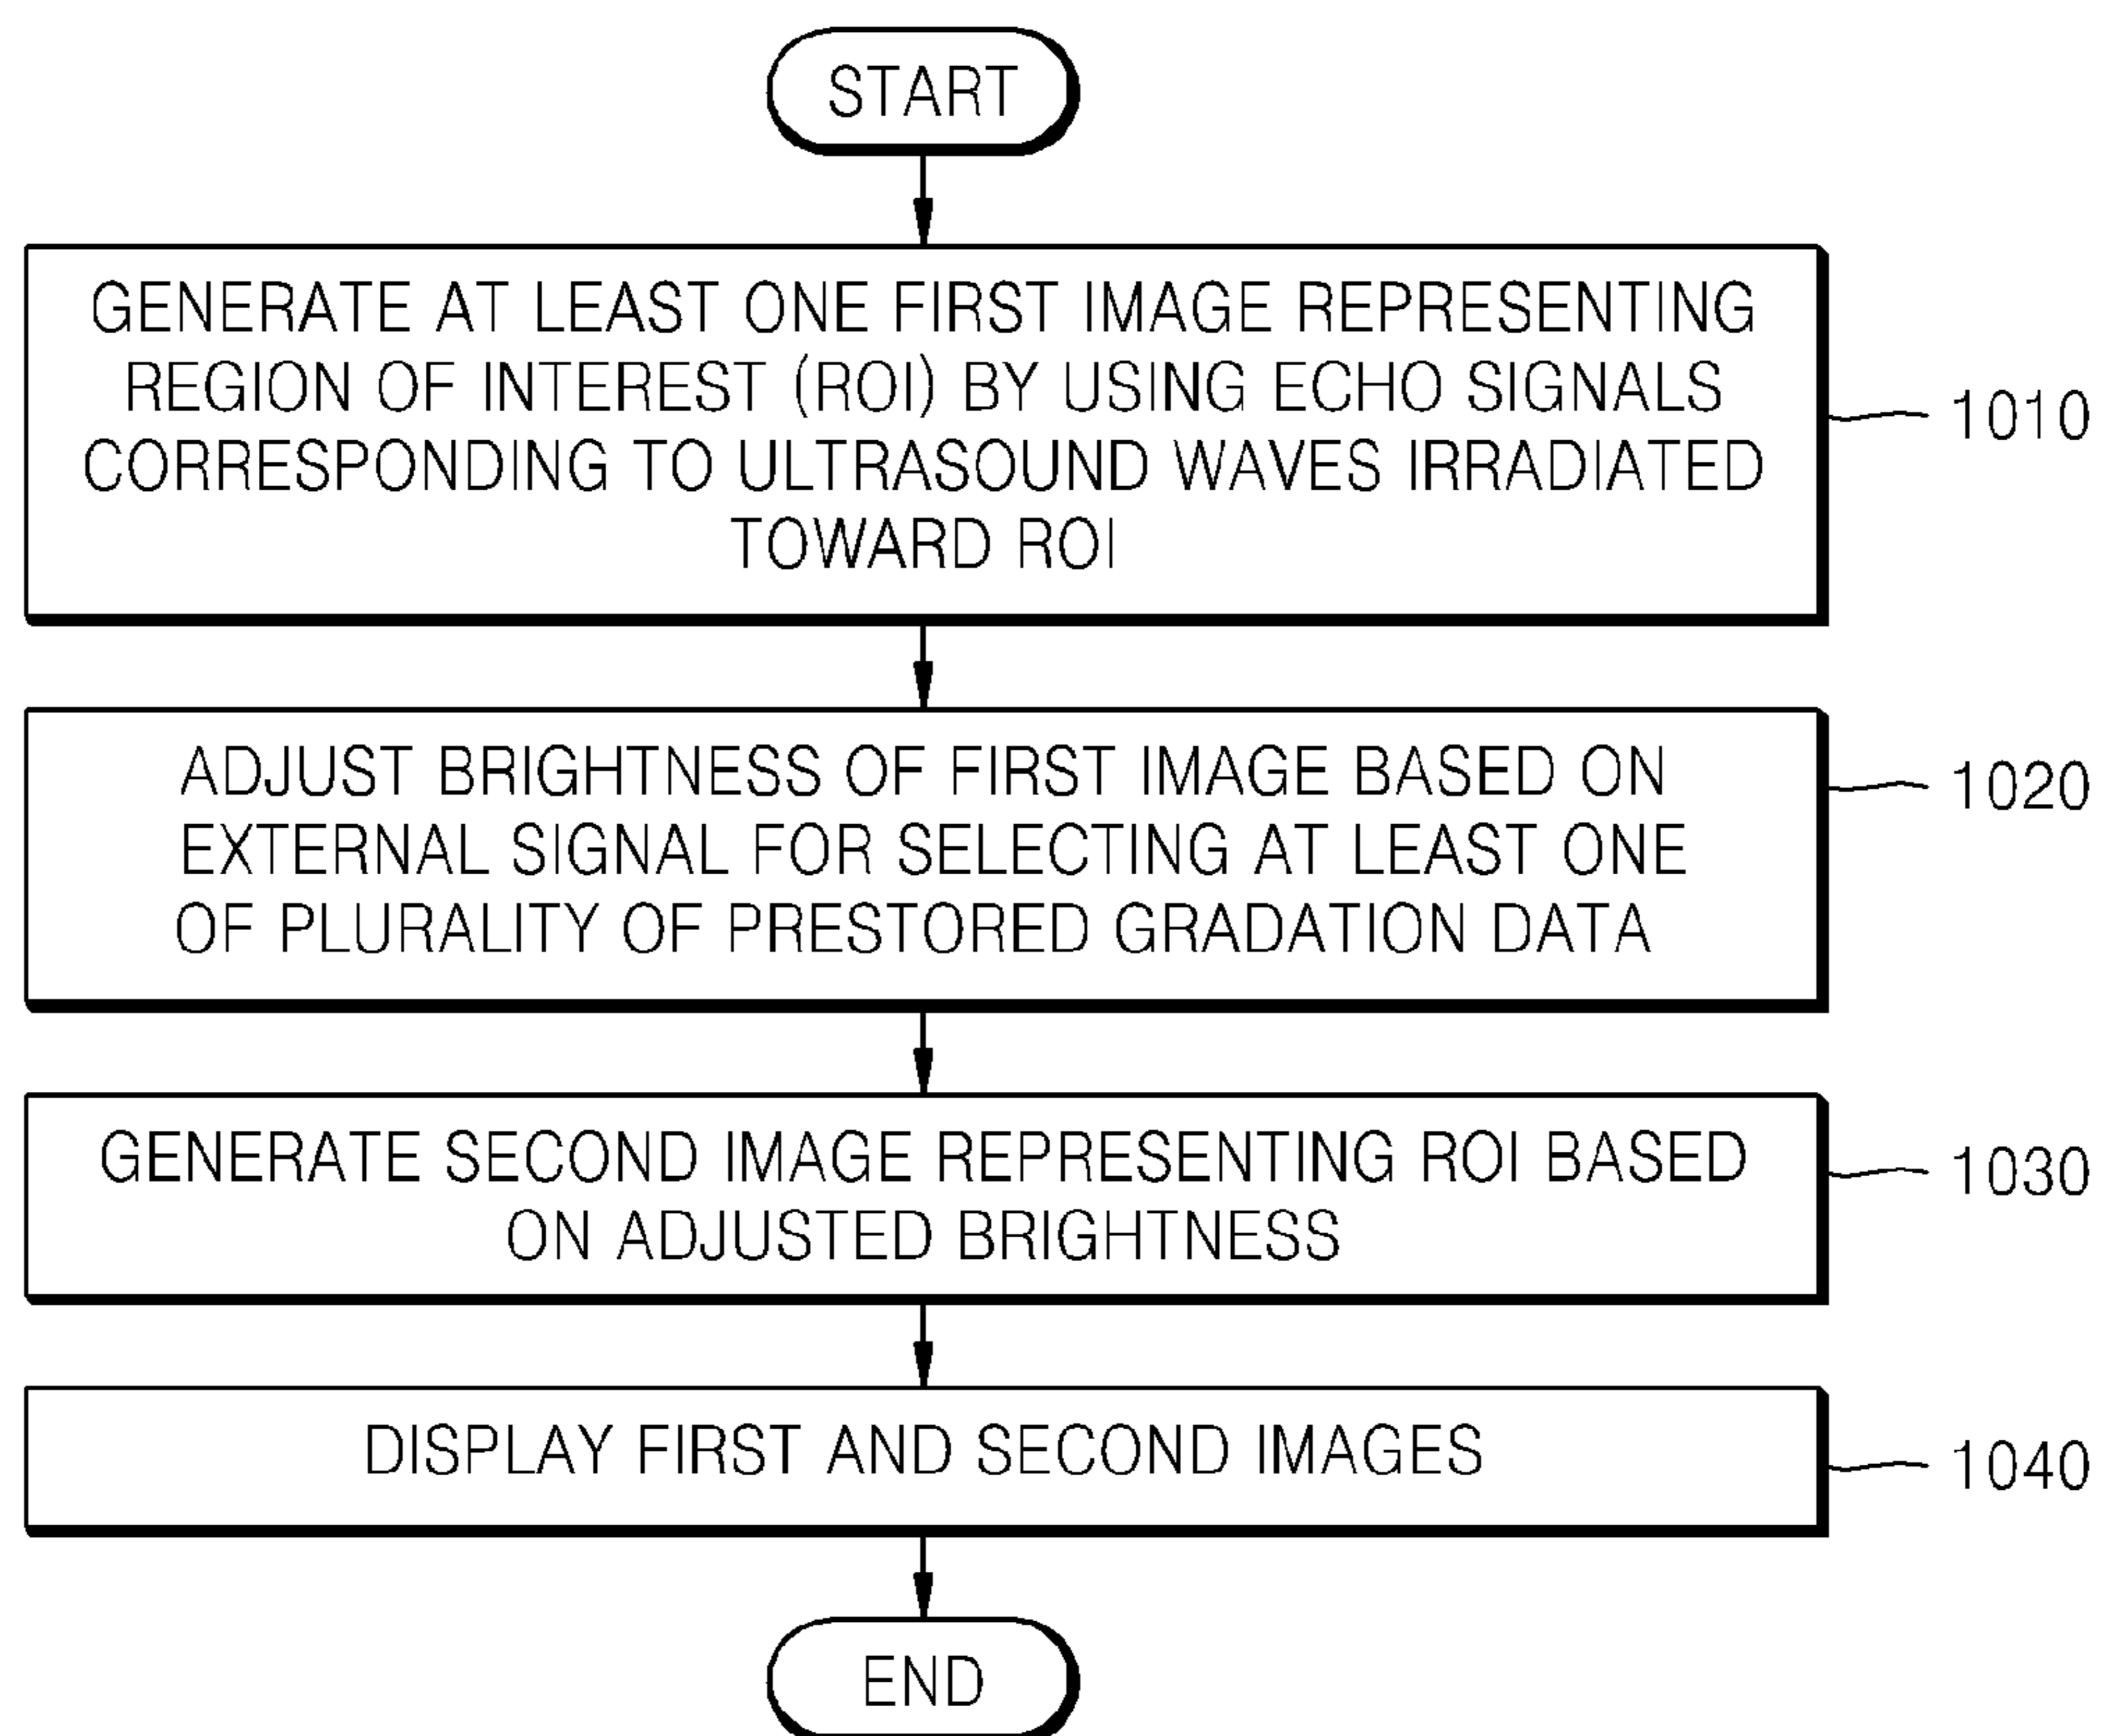 START
GENERATE AT LEAST ONE FIRST IMAGE REPRESENTING
REGION OF INTEREST (ROI) BY USING ECHO SIGNALS
CORRESPONDING TO ULTRASOUND WAVES IRRADIATED
TOWARD ROI
1010
ADJUST BRIGHTNESS OF FIRST IMAGE BASED ON
EXTERNAL SIGNAL FOR SELECTING AT LEAST ONE
OF PLURALITY OF PRESTORED GRADATION DATA
1020
GENERATE SECOND IMAGE REPRESENTING ROI BASED
ON ADJUSTED BRIGHTNESS
1030
DISPLAY FIRST AND SECOND IMAGES
1040
END